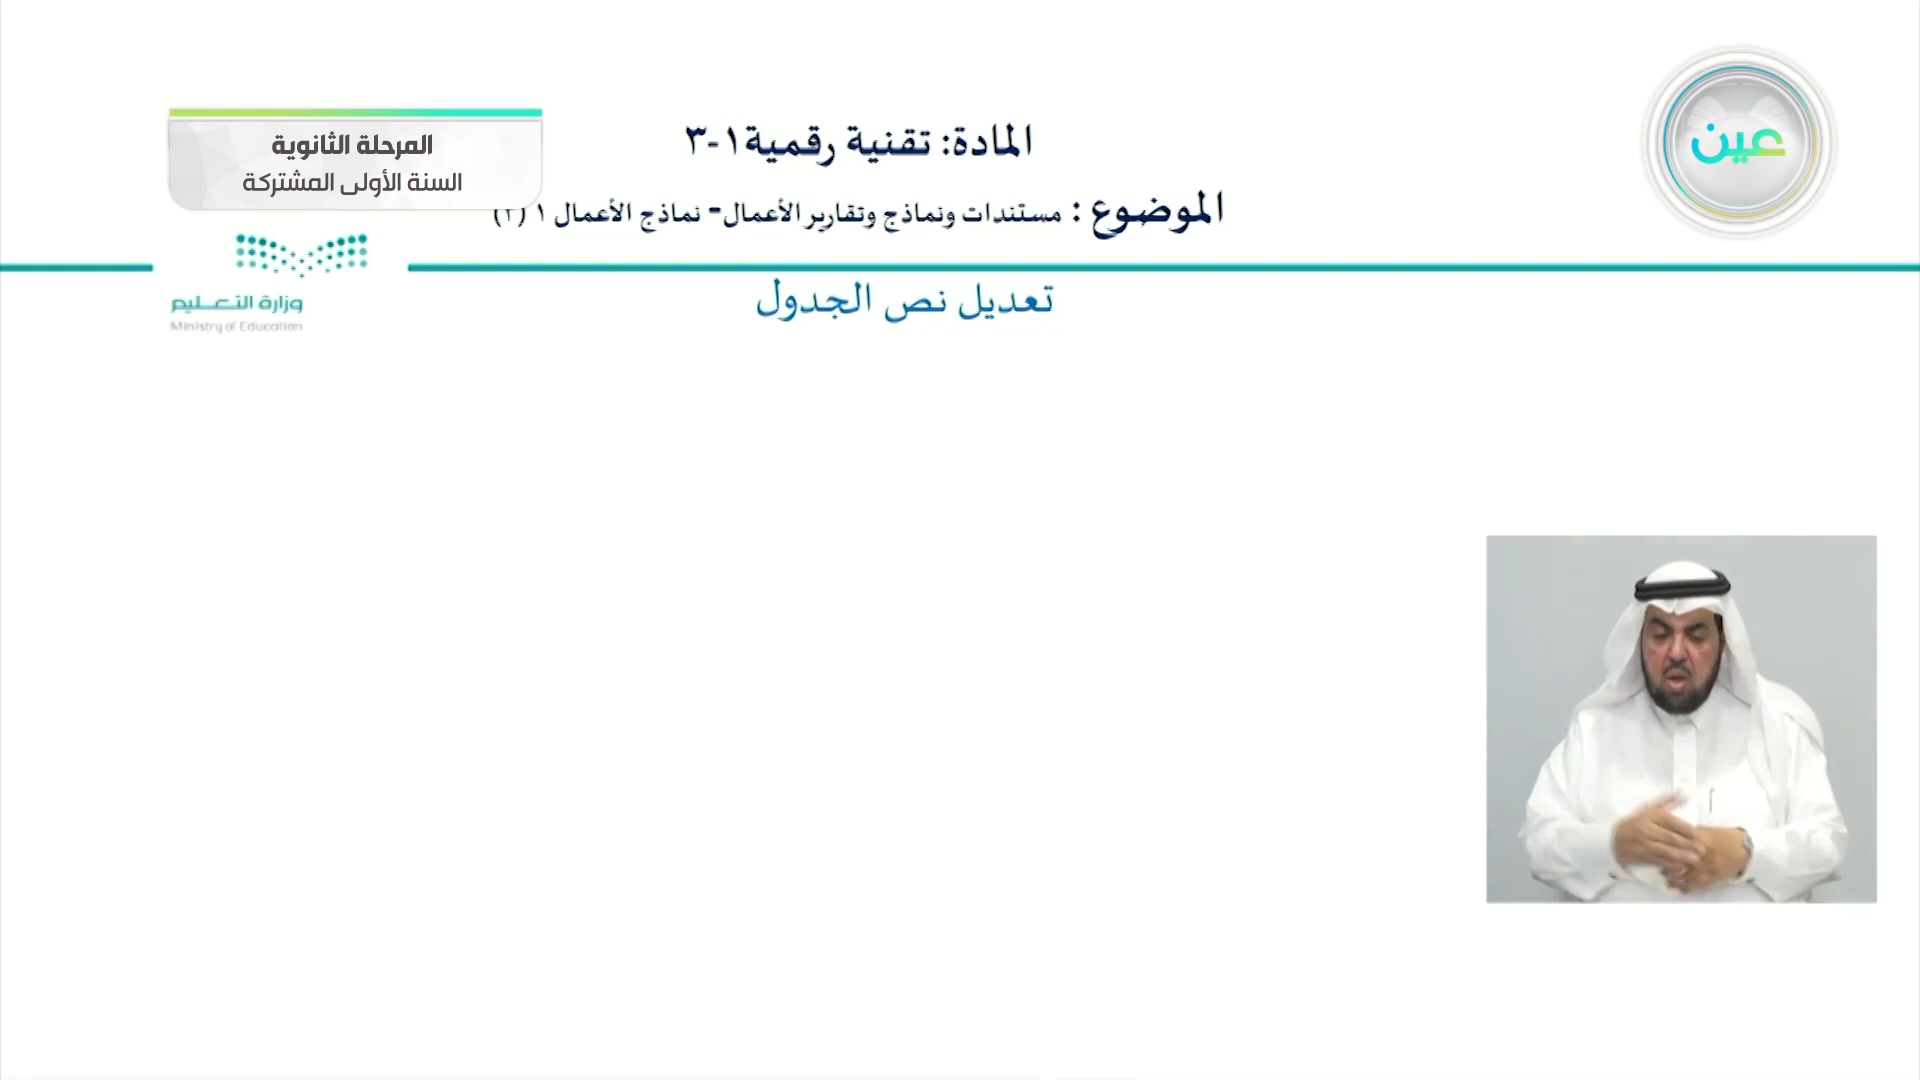 المرحلة الثانوية
السنة الأولى المشتركة
المادة: تقنية رقمية١-٣
الموضوع : مستندات ونماذج وتقارير الأعمال- نماذج الأعمال ١
عين
وزارة التعليم
Ministry of Education
تعديل نص الجدول